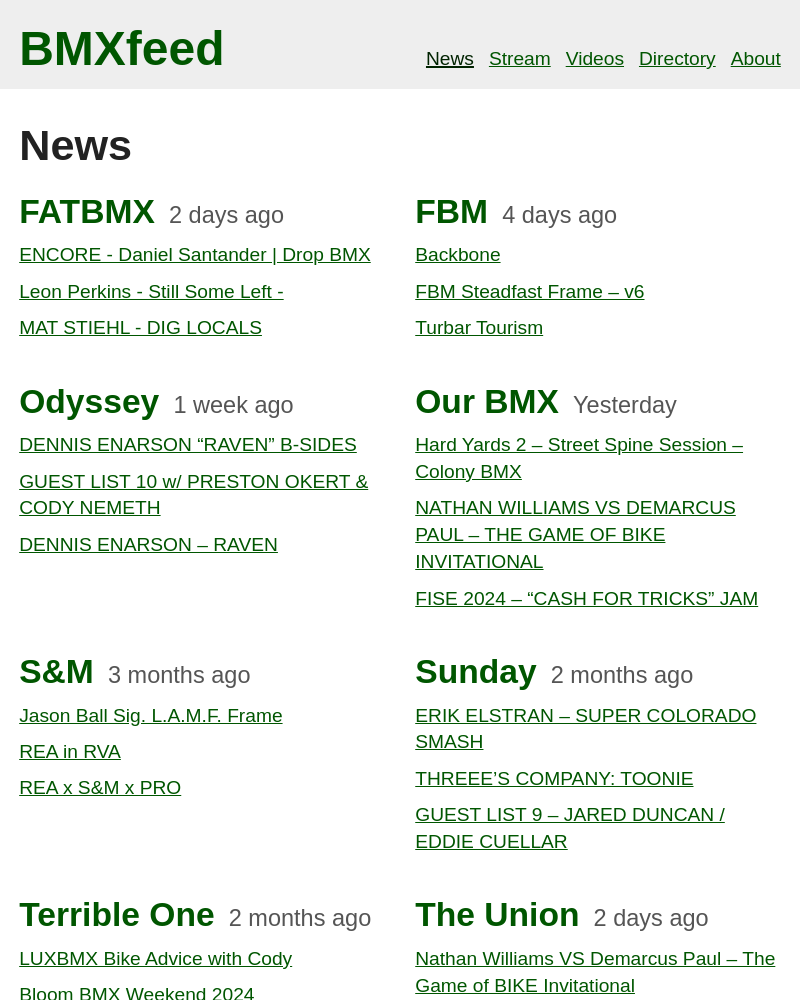 BMXfeed
News Stream Videos Directory About
News
FATBMX 2 days ago
ENCORE - Daniel Santander | Drop BMX
Leon Perkins - Still Some Left -
MAT STIEHL - DIG LOCALS
FBM 4 days ago
Backbone
FBM Steadfast Frame – v6
Turbar Tourism
Odyssey 1 week ago
DENNIS ENARSON “RAVEN” B-SIDES
GUEST LIST 10 w/ PRESTON OKERT &
CODY NEMETH
DENNIS ENARSON – RAVEN
Our BMX Yesterday
Hard Yards 2 – Street Spine Session –
Colony BMX
NATHAN WILLIAMS VS DEMARCUS
PAUL – THE GAME OF BIKE
INVITATIONAL
FISE 2024 – “CASH FOR TRICKS” JAM
S&M 3 months ago
Jason Ball Sig. L.A.M.F. Frame
REA in RVA
REA x S&M x PRO
Sunday 2 months ago
ERIK ELSTRAN – SUPER COLORADO
SMASH
THREEE’S COMPANY: TOONIE
GUEST LIST 9 – JARED DUNCAN /
EDDIE CUELLAR
Terrible One 2 months ago
LUXBMX Bike Advice with Cody
Bloom BMX Weekend 2024
The Union 2 days ago
Nathan Williams VS Demarcus Paul – The
Game of BIKE Invitational